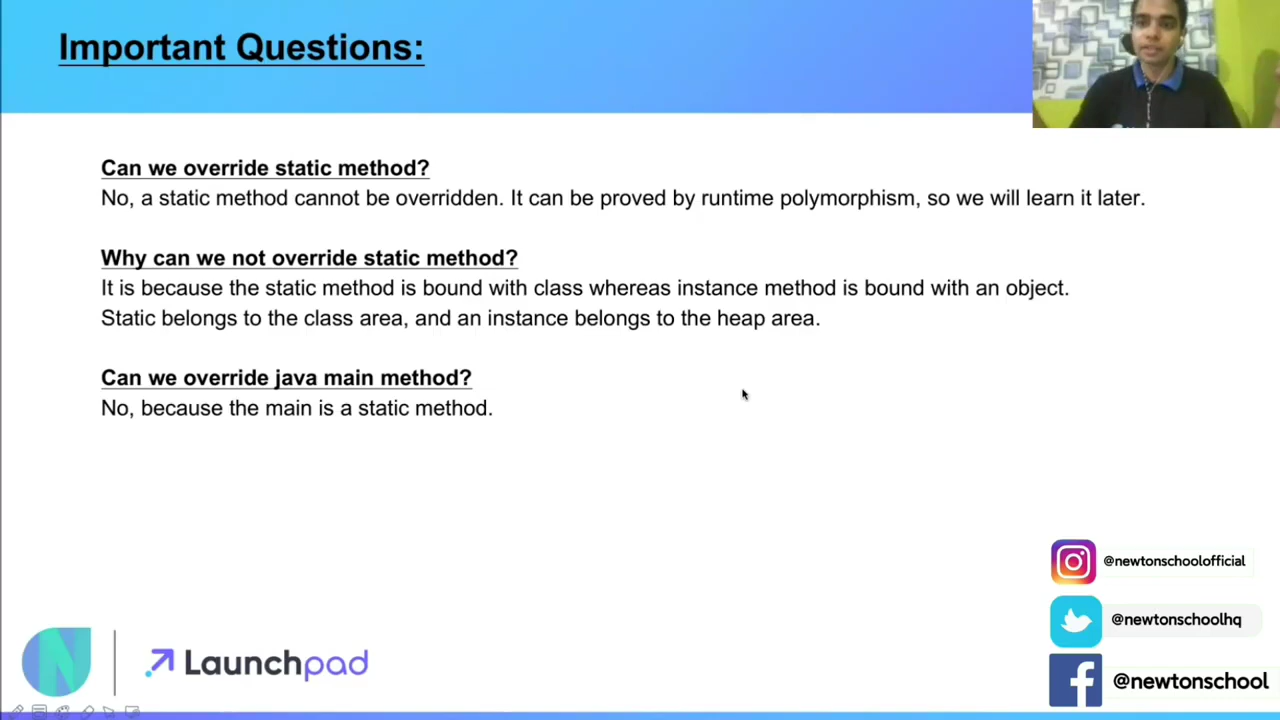 Important Questions:
Can we override static method?
No, a static method cannot be overridden. It can be proved by runtime polymorphism, so we will learn it later.
Why can we not override static method?
It is because the static method is bound with class whereas instance method is bound with an object.
Static belongs to the class area, and an instance belongs to the heap area.
Can we override java main method?
No, because the main is a static method.
@newtonschoolofficial
@newtonschoolhq
@newtonschool
Launchpad